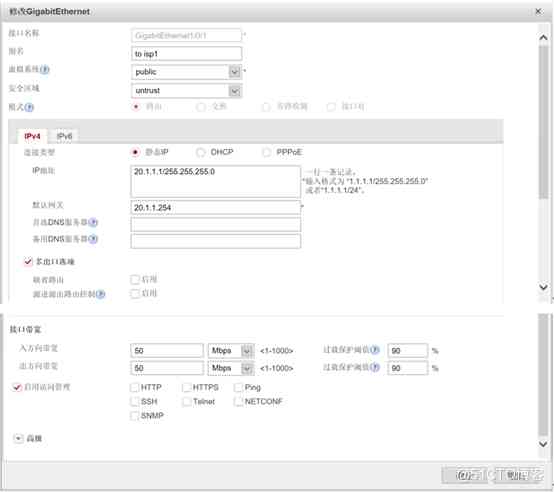 修改GigabitEthernet
接口名称 GigabitEthernet1/0/1 *
别名 to isp1
虚拟系统 public *
安全区域 untrust
模式 路由 交换 旁路检测 接口对
IPv4 IPv6
连接类型 静态IP DHCP PPPoE
IP地址 20.1.1.1/255.255.255.0 一行一条记录，
*输入格式为 “1.1.1.1/255.255.255.0”
或者“1.1.1.1/24”。
默认网关 20.1.1.254 *
首选DNS服务器
备用DNS服务器
多出口选项
缺省路由 启用
源进源出路由控制 启用
接口带宽
入方向带宽 50 Mbps <1-1000> 过载保护阈值 90 %
出方向带宽 50 Mbps <1-1000> 过载保护阈值 90 %
启用访问管理 HTTP HTTPS Ping
SSH Telnet NETCONF
SNMP
高级
@51CTO博客